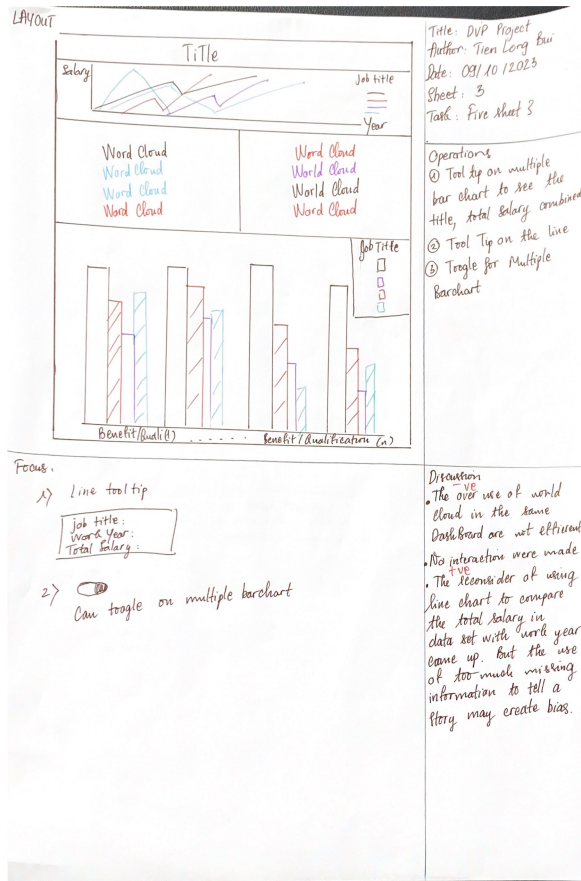 LAYOUT
TiTle
Salary
Job title
Year
Word Cloud
Word Cloud
Word Cloud
Word Cloud
Word Cloud
World Cloud
World Cloud
Word Cloud
Job Title
Benefit/Quali(1) ...... Benefit/Qualification (n)
Title: DVP Project
Author: Tien Long Bui
Date: 09/10/2023
Sheet: 3
Task: Five sheet 3
Operations
① Tool tip on multiple
bar chart to see the
title, total salary combined
② Tool Tip on the line
③ Toogle for Multiple
Barchart
Focus.
1) Line tool tip
job title:
Work Year:
Total Salary:
2)
Can toogle on multiple barchart
Discussion
-ve
• The over use of world
cloud in the same
DashBoard are not efficient
• No interaction were made
+ve
• The reconsider of using
line chart to compare
the total salary in
data set with work year
came up. But the use
of too much missing
information to tell a
story may create bias.